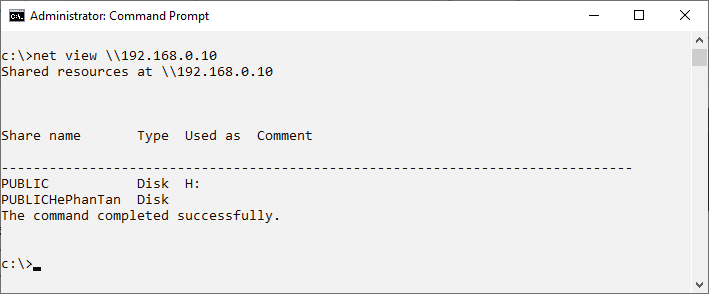 Administrator: Command Prompt
c:\>net view \\192.168.0.10
Shared resources at \\192.168.0.10
Share name       Type  Used as  Comment
-------------------------------------------------------------------------------
PUBLIC           Disk  H:
PUBLICHePhanTan  Disk
The command completed successfully.
c:\>